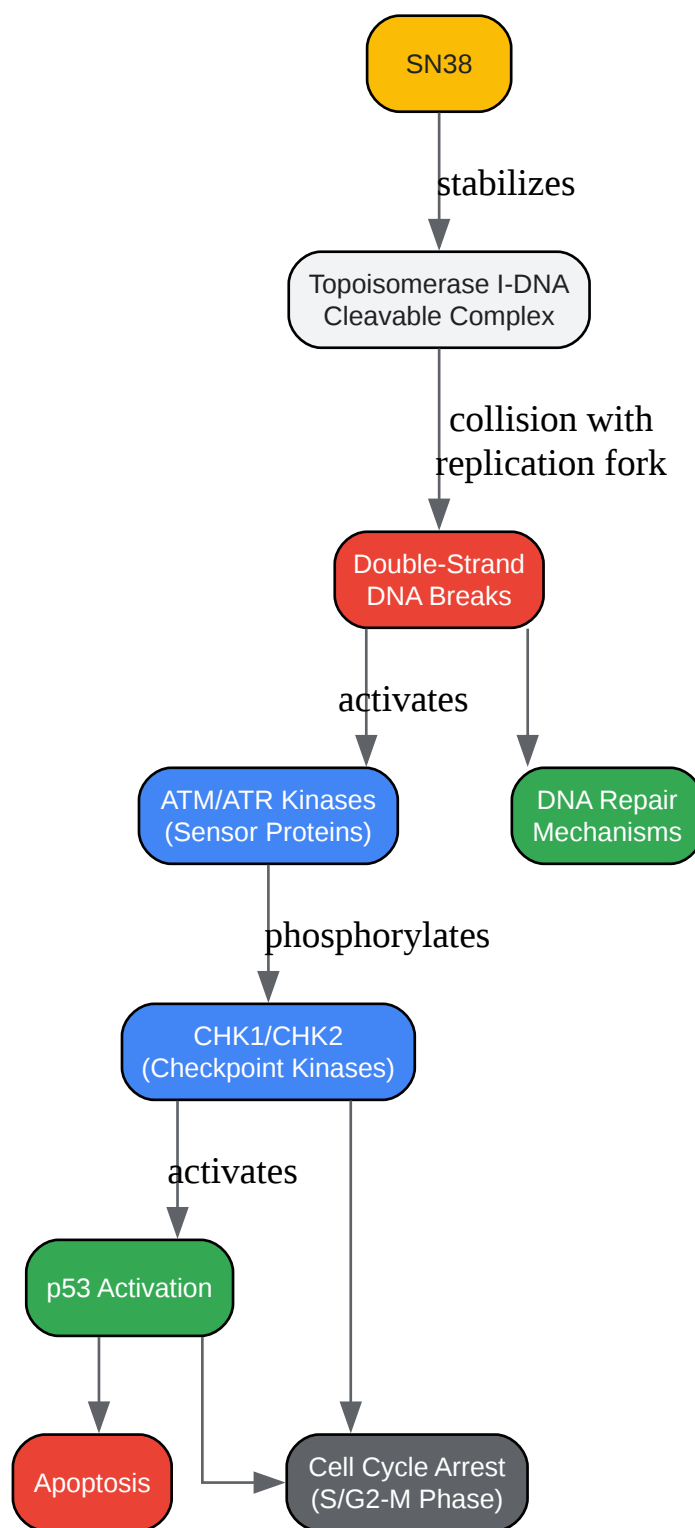 SN38
stabilizes
Topoisomerase I-DNA
Cleavable Complex
collision with
replication fork
Double-Strand
DNA Breaks
activates
ATM/ATR Kinases
(Sensor Proteins)
DNA Repair
Mechanisms
phosphorylates
CHK1/CHK2
(Checkpoint Kinases)
activates
p53 Activation
Apoptosis
Cell Cycle Arrest
(S/G2-M Phase)